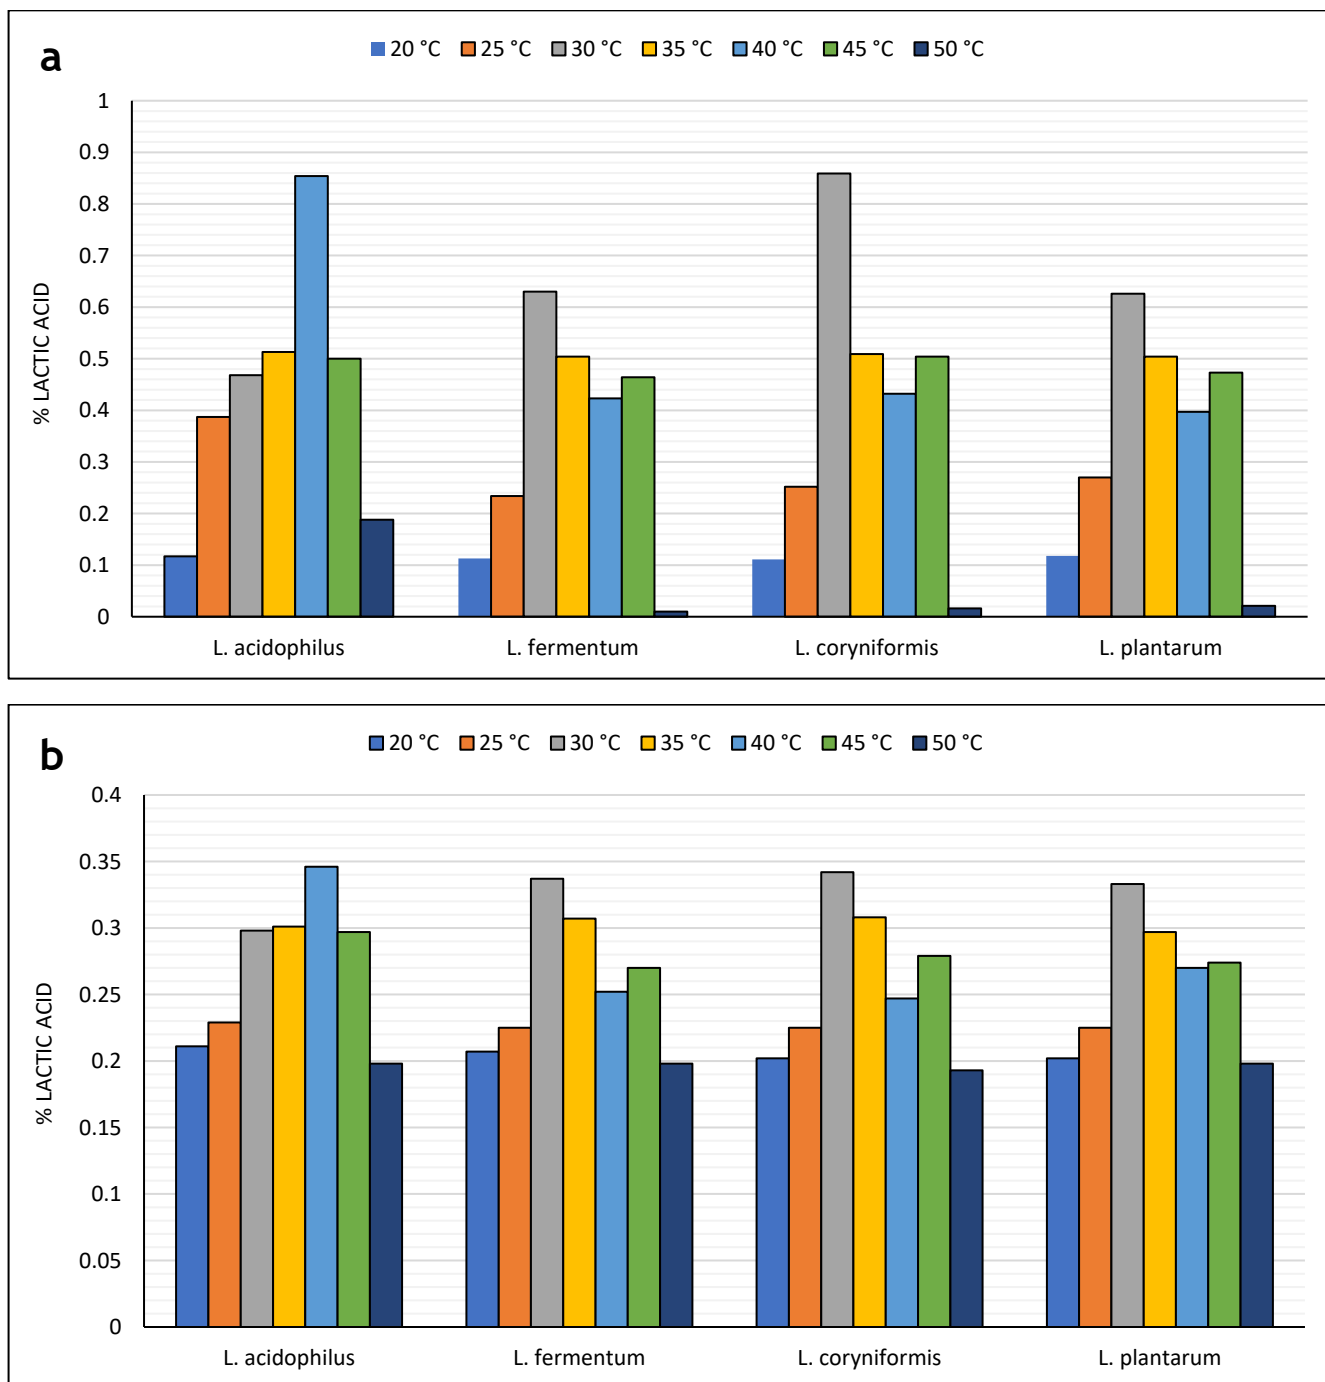 a
20 °C 25 °C 30 °C 35 °C 40 °C 45 °C 50 °C
1
0.9
0.8
0.7
0.6
0.5
0.4
0.3
0.2
0.1
0
% LACTIC ACID
L. acidophilus L. fermentum L. coryniformis L. plantarum
b
20 °C 25 °C 30 °C 35 °C 40 °C 45 °C 50 °C
0.4
0.35
0.3
0.25
0.2
0.15
0.1
0.05
0
% LACTIC ACID
L. acidophilus L. fermentum L. coryniformis L. plantarum